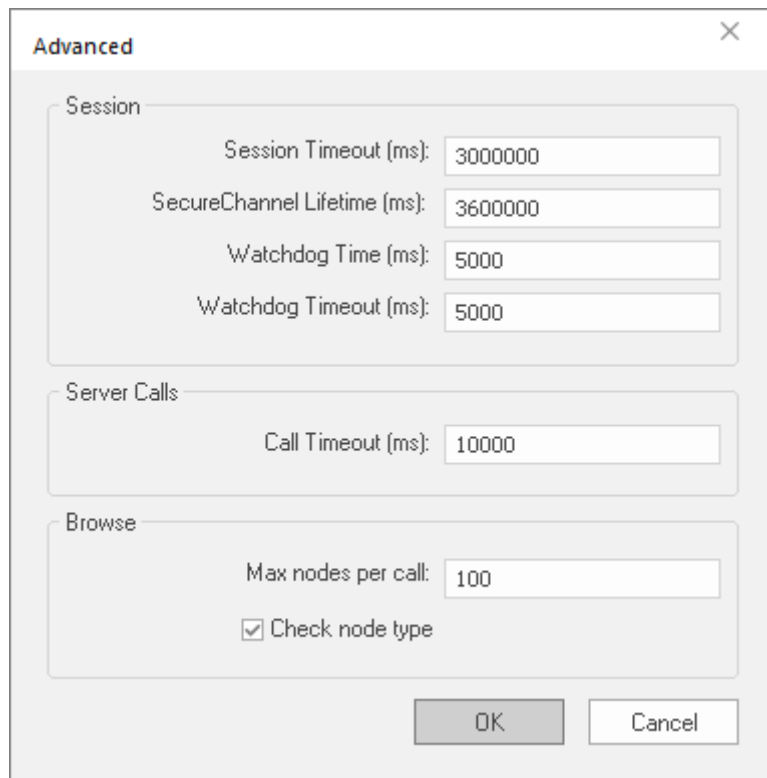 Advanced
Session
Session Timeout (ms): 3000000
SecureChannel Lifetime (ms): 3600000
Watchdog Time (ms): 5000
Watchdog Timeout (ms): 5000
Server Calls
Call Timeout (ms): 10000
Browse
Max nodes per call: 100
Check node type
OK Cancel